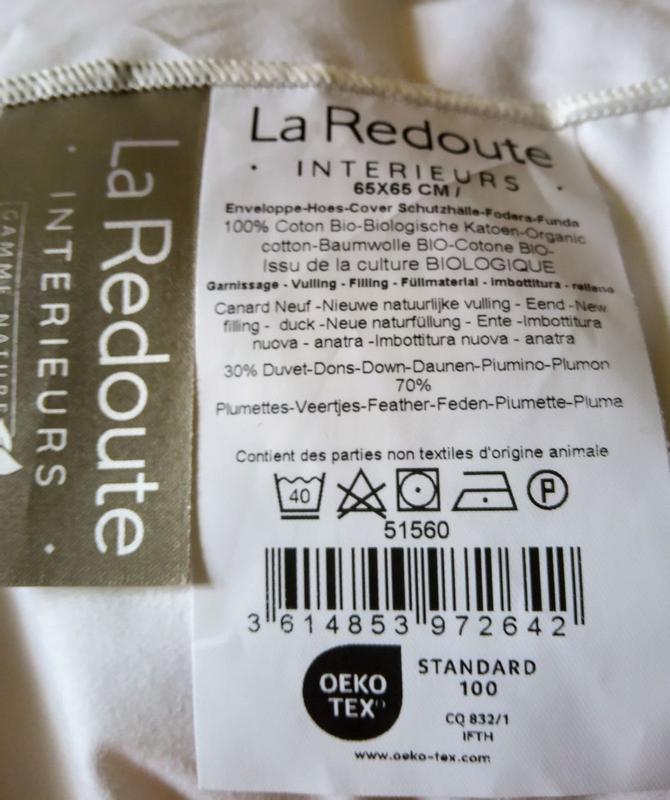 La Redoute
· INTERIEURS ·
GAMME NATURE
La Redoute
· INTERIEURS ·
65X65 CM /
Enveloppe-Hoes-Cover Schutzhälle-Fodera-Funda
100% Coton Bio-Biologische Katoen-Organic
cotton-Baumwolle BIO-Cotone BIO-
Issu de la culture BIOLOGIQUE
Garnissage - Vulling - Filling - Füllmaterial - imbottitura - relleno
Canard Neuf -Nieuwe natuurlijke vulling - Eend -New
filling - duck -Neue naturfüllung - Ente -Imbottitura
nuova - anatra -Imbottitura nuova - anatra
30% Duvet-Dons-Down-Daunen-Piumino-Plumon
70%
Plumettes-Veertjes-Feather-Feden-Piumette-Pluma
Contient des parties non textiles d'origine animale
40 P
51560
3 614853 972642
OEKO
TEX®
STANDARD
100
CQ 832/1
IFTH
www.oeko-tex.com